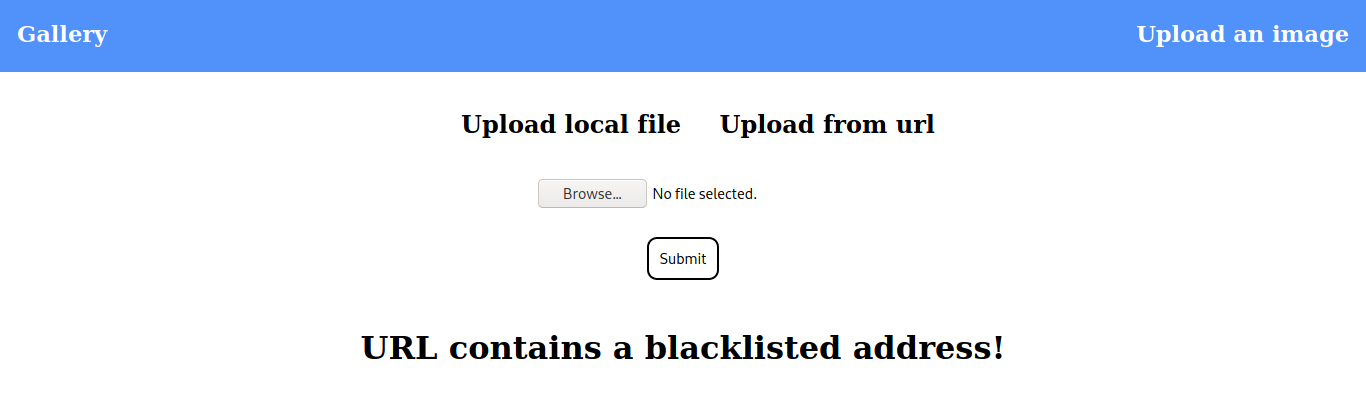 Gallery Upload an image
Upload local file Upload from url
Browse... No file selected.
Submit
URL contains a blacklisted address!